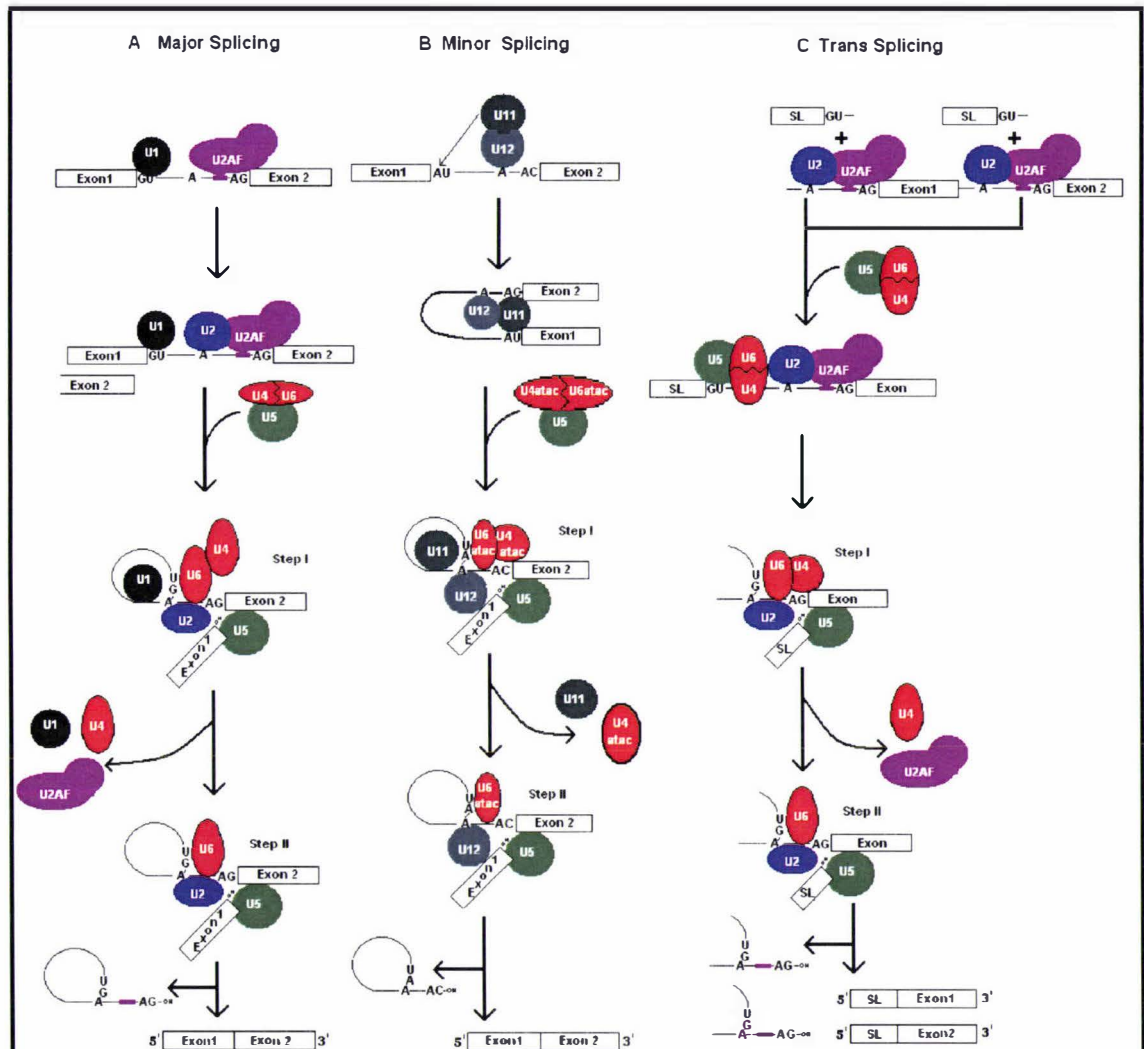 A Major Splicing
U1
U2AF
Exon1
GU
A
AG
Exon 2
U1
U2
U2AF
Exon1
GU
A
AG
Exon 2
Exon 2
U4
U6
U5
Step I
U4
U1
U6
U
G
A
AG
Exon 2
U2
U5
OH
Exon1
U1
U4
U2AF
Step II
U6
U
G
A
AG
Exon 2
U2
U5
Exon1
U
G
A
AG-OH
5' Exon1 Exon 2 3'
B Minor Splicing
U11
U12
Exon1
AU
A
AC
Exon 2
A
AG
Exon 2
U12
U11
AU
Exon1
U4atac
U6atac
U5
Step I
U11
U6 atac
U4 atac
U
A
A
AC
Exon 2
U12
U5
OH
Exon1
U11
U4 atac
Step II
U6 atac
U
A
A
AC
Exon 2
U12
U5
Exon1
U
A
A
AC-OH
5' Exon1 Exon 2 3'
C Trans Splicing
SL
GU
SL
GU
+
+
U2
U2AF
A
AG
Exon1
U2
U2AF
A
AG
Exon 2
U5
U6
U4
U5
U6
U4
U2
U2AF
SL
GU
A
AG
Exon
Step I
U6
U4
U
G
A
AG
Exon
U2
U5
SL
U4
U2AF
Step II
U6
U
G
A
AG
Exon
U2
U5
SL
U
G
A
AG-OH
5' SL Exon1 3'
U
G
A
AG-OH
5' SL Exon2 3'